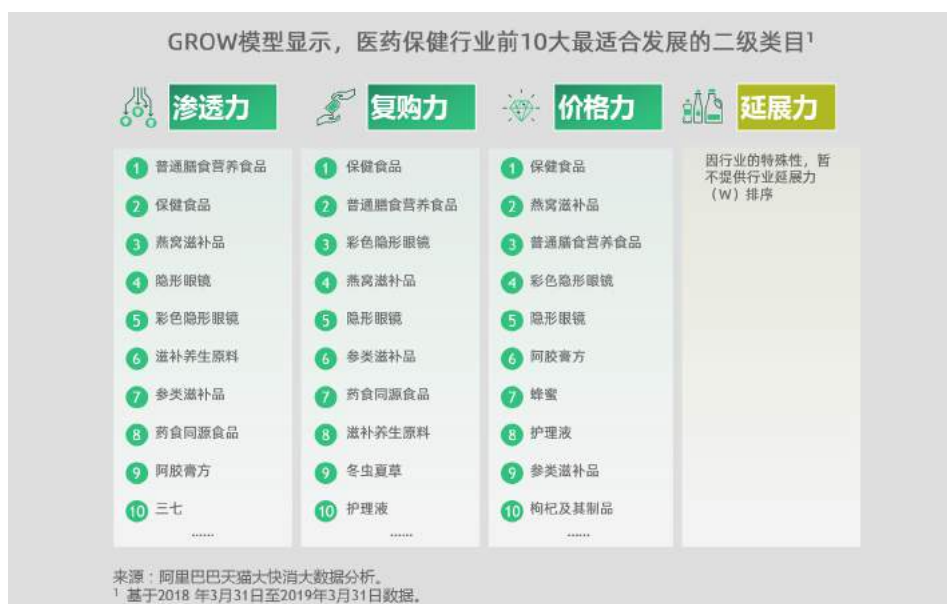 GROW模型显示，医药保健行业前10大最适合发展的二级类目¹
渗透力
1 普通膳食营养食品
2 保健食品
3 燕窝滋补品
4 隐形眼镜
5 彩色隐形眼镜
6 滋补养生原料
7 参类滋补品
8 药食同源食品
9 阿胶膏方
10 三七
......
复购力
1 保健食品
2 普通膳食营养食品
3 彩色隐形眼镜
4 燕窝滋补品
5 隐形眼镜
6 参类滋补品
7 药食同源食品
8 滋补养生原料
9 冬虫夏草
10 护理液
......
价格力
1 保健食品
2 燕窝滋补品
3 普通膳食营养食品
4 彩色隐形眼镜
5 隐形眼镜
6 阿胶膏方
7 蜂蜜
8 护理液
9 参类滋补品
10 枸杞及其制品
......
延展力
因行业的特殊性，暂
不提供行业延展力
（W）排序
来源：阿里巴巴天猫大快消大数据分析。
¹ 基于2018 年3月31日至2019年3月31日数据。